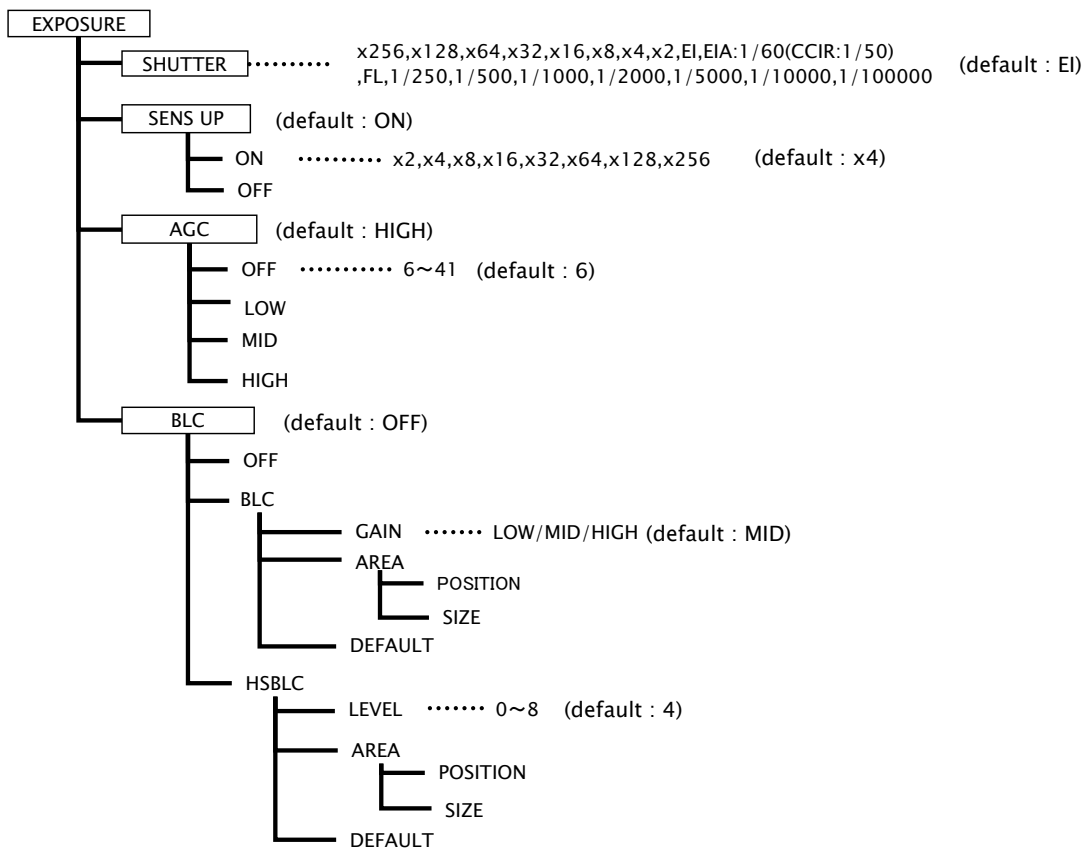 EXPOSURE
SHUTTER ········· x256,x128,x64,x32,x16,x8,x4,x2,EI,EIA:1/60(CCIR:1/50)
,FL,1/250,1/500,1/1000,1/2000,1/5000,1/10000,1/100000 (default : EI)
SENS UP (default : ON)
ON ·········· x2,x4,x8,x16,x32,x64,x128,x256 (default : x4)
OFF
AGC (default : HIGH)
OFF ··········· 6~41 (default : 6)
LOW
MID
HIGH
BLC (default : OFF)
OFF
BLC
GAIN ······· LOW/MID/HIGH (default : MID)
AREA
POSITION
SIZE
DEFAULT
HSBLC
LEVEL ······· 0~8 (default : 4)
AREA
POSITION
SIZE
DEFAULT